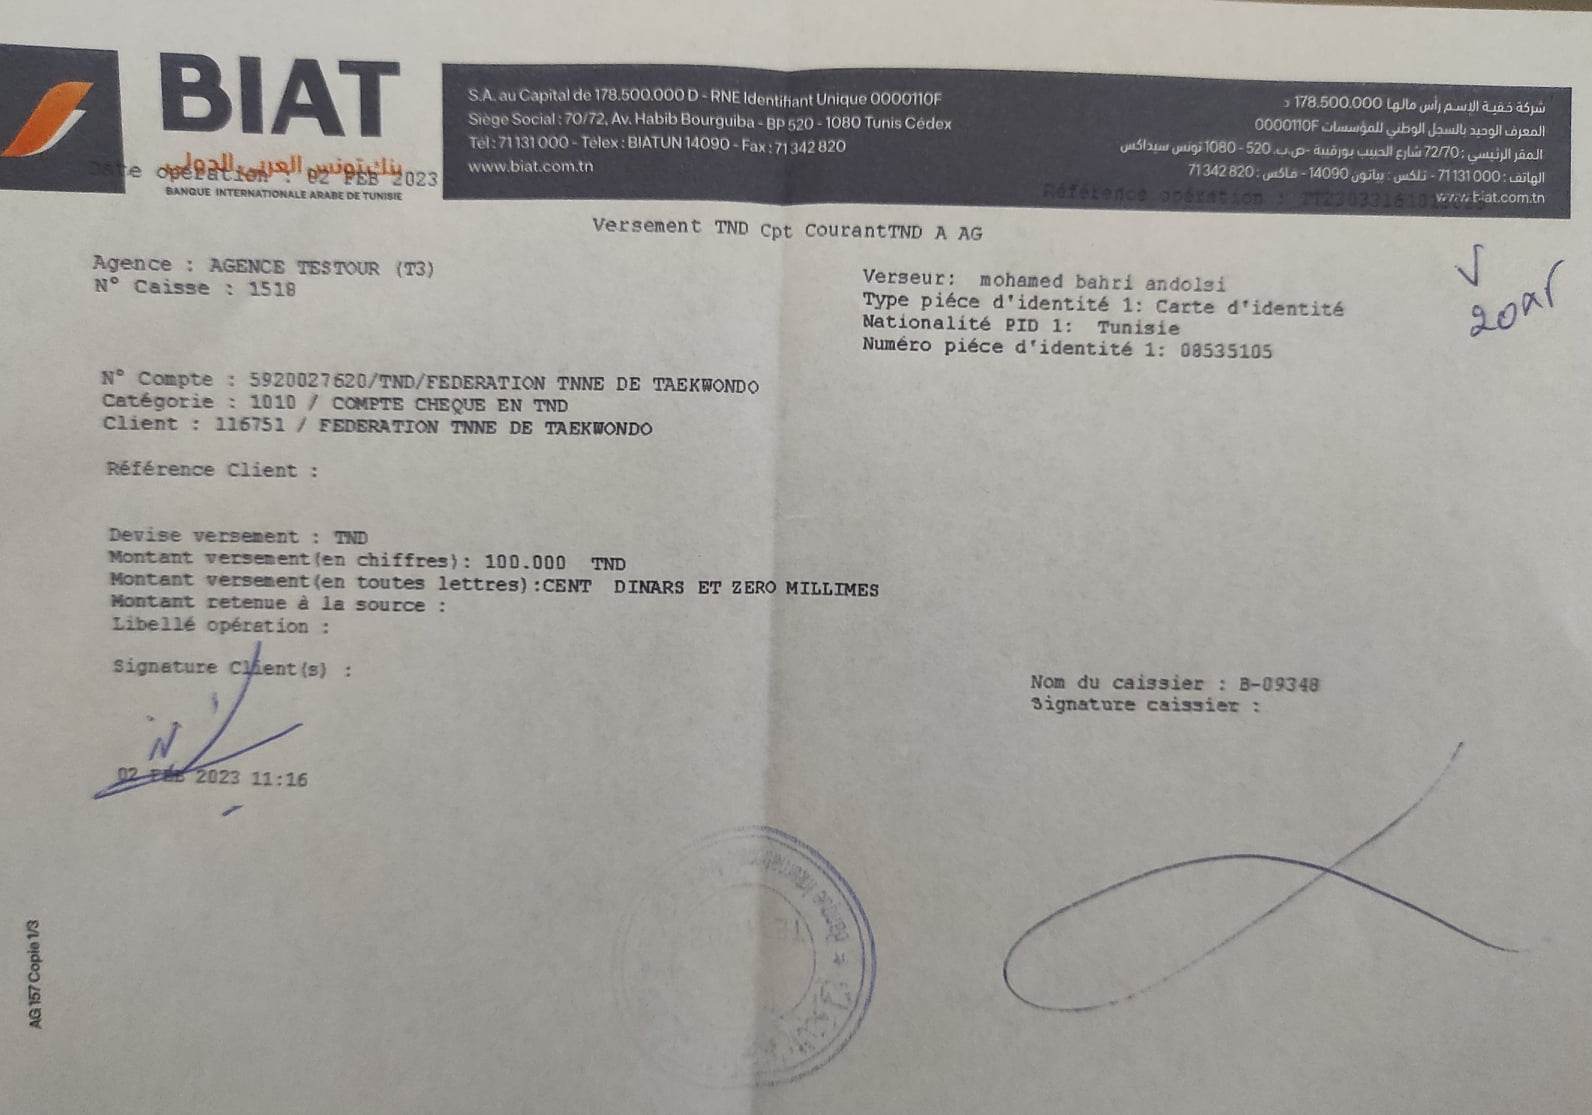 BIAT
بنك تونس العربي الدولي
BANQUE INTERNATIONALE ARABE DE TUNISIE
S.A. au Capital de 178.500.000 D - RNE Identifiant Unique 0000110F
Siège Social : 70/72, Av. Habib Bourguiba - BP 520 - 1080 Tunis Cédex
Tél : 71 131 000 - Télex : BIATUN 14090 - Fax : 71 342 820
www.biat.com.tn
شركة خفية الإسم رأس مالها 178.500.000 د
المعرف الوحيد بالسجل الوطني للمؤسسات 0000110F
المقر الرئيسي : 72/70 شارع الحبيب بورقيبة -ص.ب. 520 - 1080 تونس سيداكس
الهاتف : 71 131 000 - تلكس : بياتون 14090 - فاكس : 71 342 820
www.biat.com.tn
Date opération : 02 FEB 2023
Référence opération :
Versement TND Cpt CourantTND A AG
Agence : AGENCE TESTOUR (T3)
N° Caisse : 1518
Verseur: mohamed bahri andolsi
Type piéce d'identité 1: Carte d'identité
Nationalité PID 1: Tunisie
Numéro piéce d'identité 1: 08535105
20ar
N° Compte : 5920027620/TND/FEDERATION TNNE DE TAEKWONDO
Catégorie : 1010 / COMPTE CHEQUE EN TND
Client : 116751 / FEDERATION TNNE DE TAEKWONDO
Référence Client :
Devise versement : TND
Montant versement(en chiffres): 100.000 TND
Montant versement(en toutes lettres):CENT DINARS ET ZERO MILLIMES
Montant retenue à la source :
Libellé opération :
Signature Client(s) :
02 FEB 2023 11:16
Nom du caissier : B-09348
Signature caissier :
AG 157 Copie 1/3